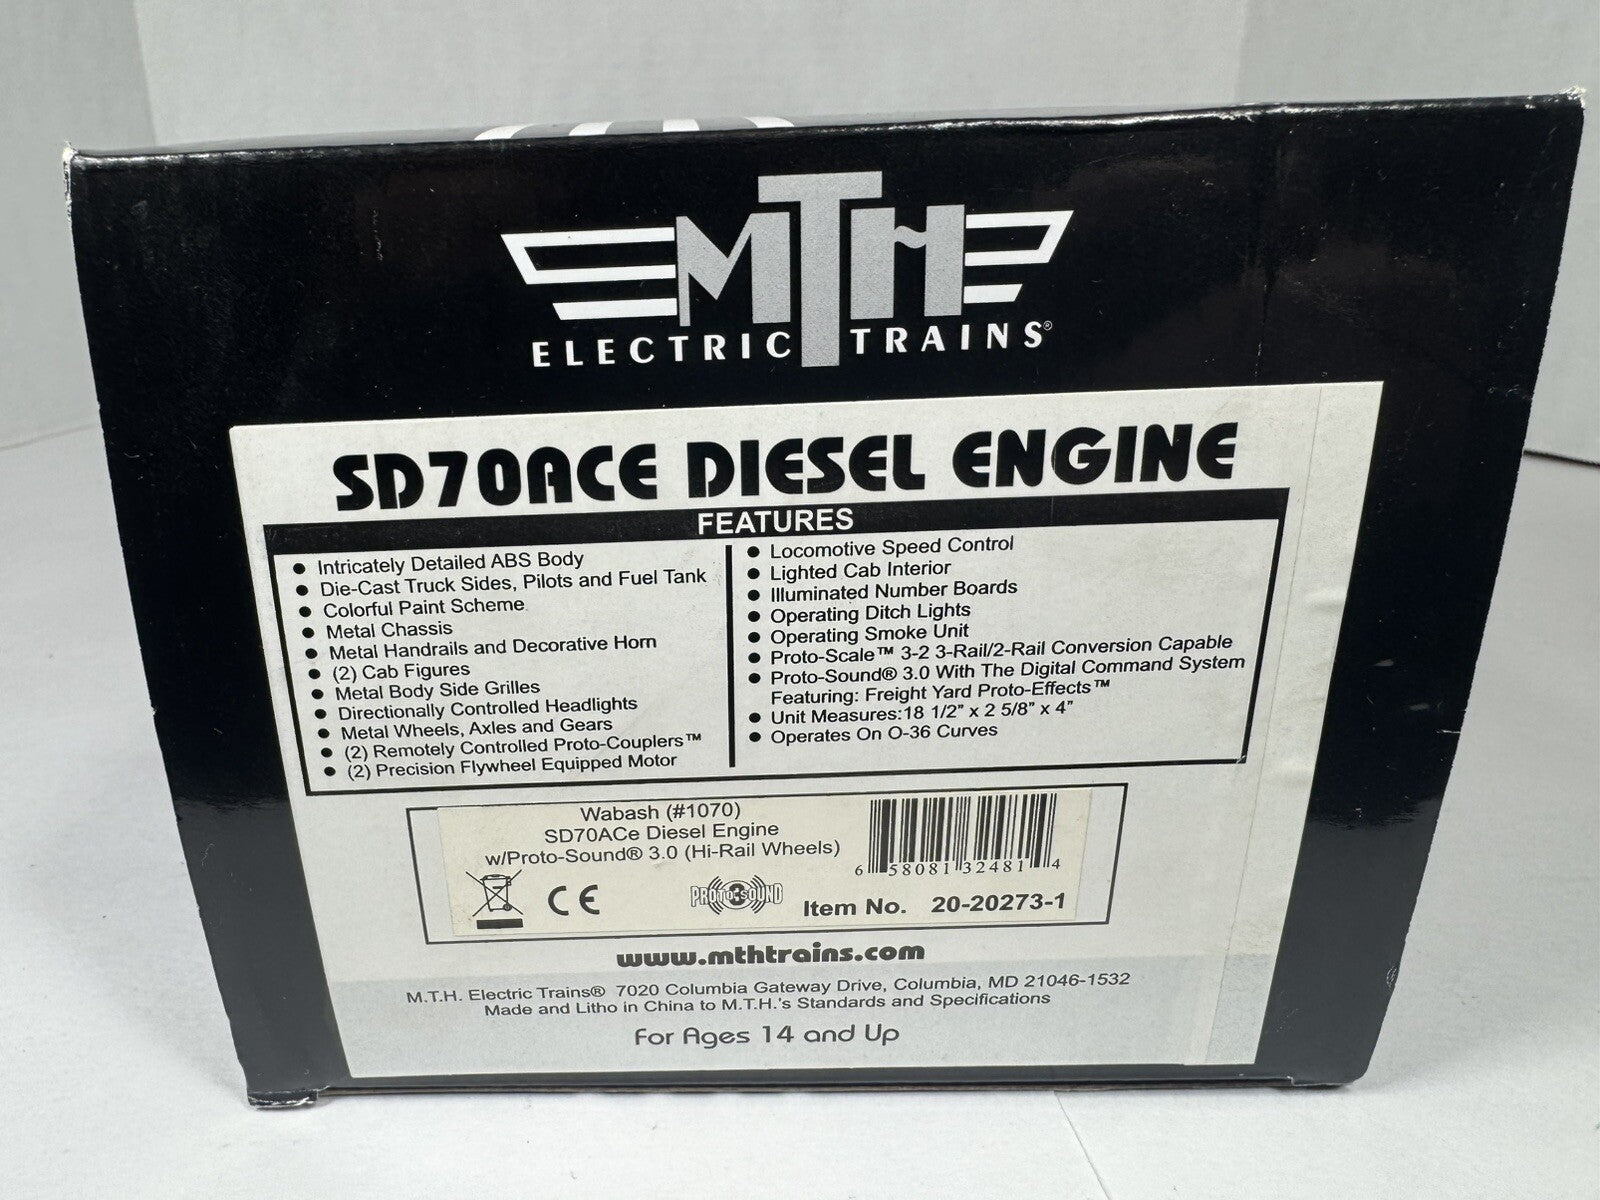 MTH
ELECTRIC TRAINS®
SD70ACE DIESEL ENGINE
FEATURES
● Intricately Detailed ABS Body
● Die-Cast Truck Sides, Pilots and Fuel Tank
● Colorful Paint Scheme
● Metal Chassis
● Metal Handrails and Decorative Horn
● (2) Cab Figures
● Metal Body Side Grilles
● Directionally Controlled Headlights
● Metal Wheels, Axles and Gears
● (2) Remotely Controlled Proto-Couplers™
● (2) Precision Flywheel Equipped Motor
● Locomotive Speed Control
● Lighted Cab Interior
● Illuminated Number Boards
● Operating Ditch Lights
● Operating Smoke Unit
● Proto-Scale™ 3-2 3-Rail/2-Rail Conversion Capable
● Proto-Sound® 3.0 With The Digital Command System
Featuring: Freight Yard Proto-Effects™
● Unit Measures:18 1/2” x 2 5/8” x 4”
● Operates On O-36 Curves
Wabash (#1070)
SD70ACe Diesel Engine
w/Proto-Sound® 3.0 (Hi-Rail Wheels)
6 58081 32481 4
CE
PROTO-SOUND 3
Item No. 20-20273-1
www.mthtrains.com
M.T.H. Electric Trains® 7020 Columbia Gateway Drive, Columbia, MD 21046-1532
Made and Litho in China to M.T.H.'s Standards and Specifications
For Ages 14 and Up